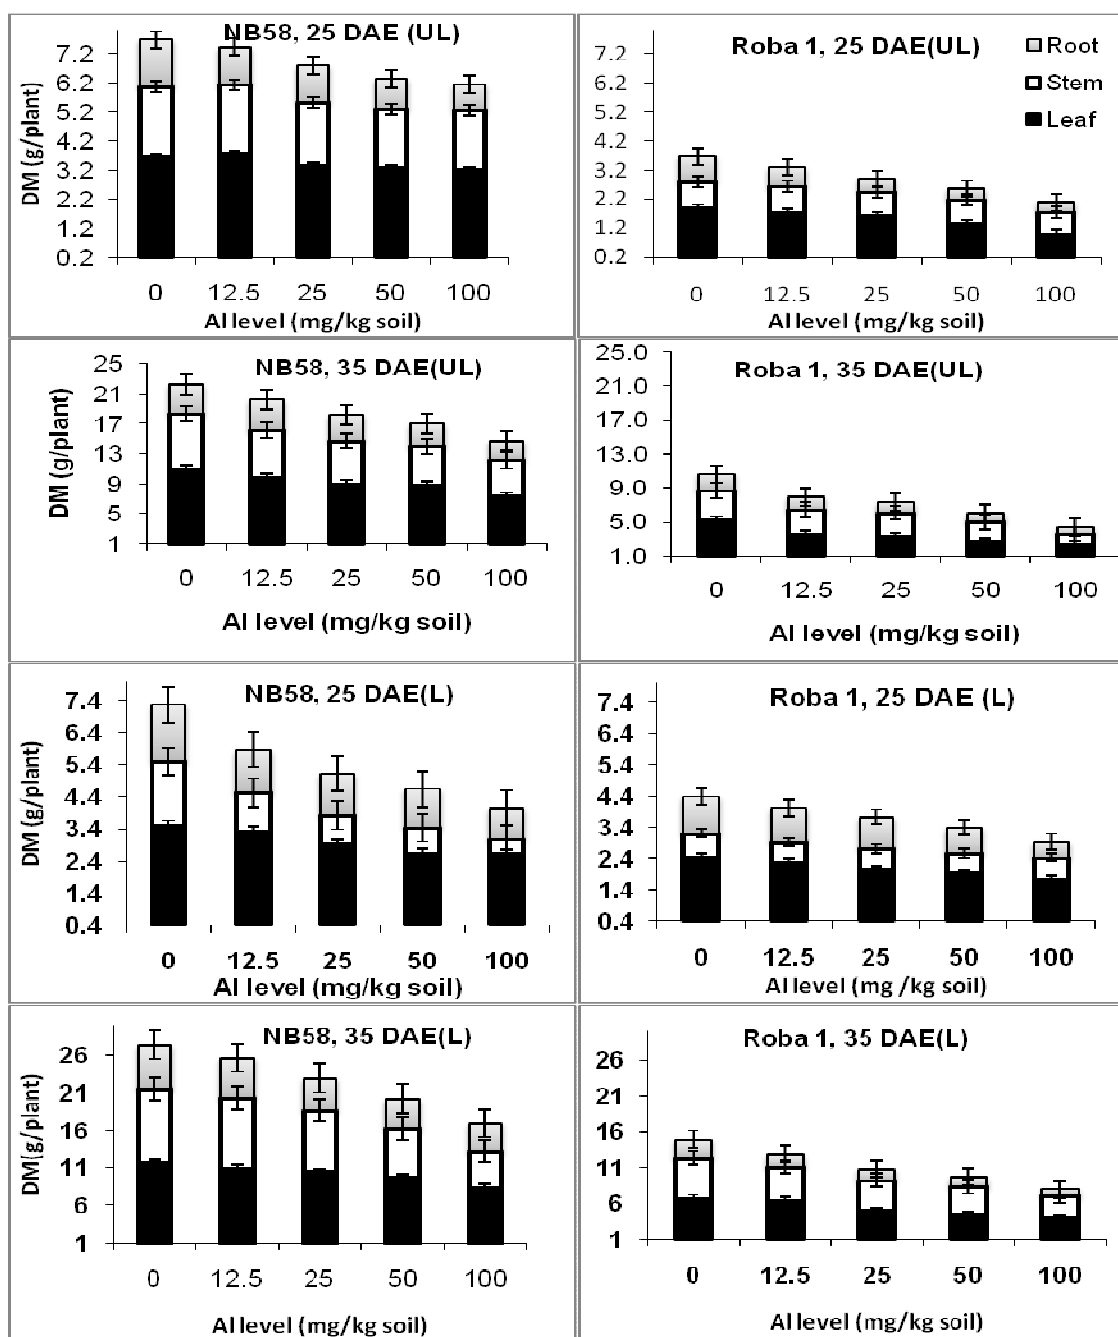 NB58, 25 DAE (UL)
DM (g/plant)
7.2
6.2
5.2
4.2
3.2
2.2
1.2
0.2
0 12.5 25 50 100
Al level (mg/kg soil)
Roba 1, 25 DAE(UL)
Root
Stem
Leaf
7.2
6.2
5.2
4.2
3.2
2.2
1.2
0.2
0 12.5 25 50 100
Al level (mg/kg soil)
NB58, 35 DAE(UL)
DM (g/plant)
25
21
17
13
9
5
1
0 12.5 25 50 100
Al level (mg/kg soil)
Roba 1, 35 DAE(UL)
25.0
21.0
17.0
13.0
9.0
5.0
1.0
0 12.5 25 50 100
Al level (mg/kg soil)
NB58, 25 DAE(L)
DM (g/plant)
7.4
6.4
5.4
4.4
3.4
2.4
1.4
0.4
0 12.5 25 50 100
Al level (mg/kg soil)
Roba 1, 25 DAE (L)
7.4
6.4
5.4
4.4
3.4
2.4
1.4
0.4
0 12.5 25 50 100
Al level (mg /kg soil)
NB58, 35 DAE(L)
DM(g/plant)
26
21
16
11
6
1
0 12.5 25 50 100
Al level (mg/kg soil)
Roba 1, 35 DAE(L)
26
21
16
11
6
1
0 12.5 25 50 100
Al level (mg/kg soil)